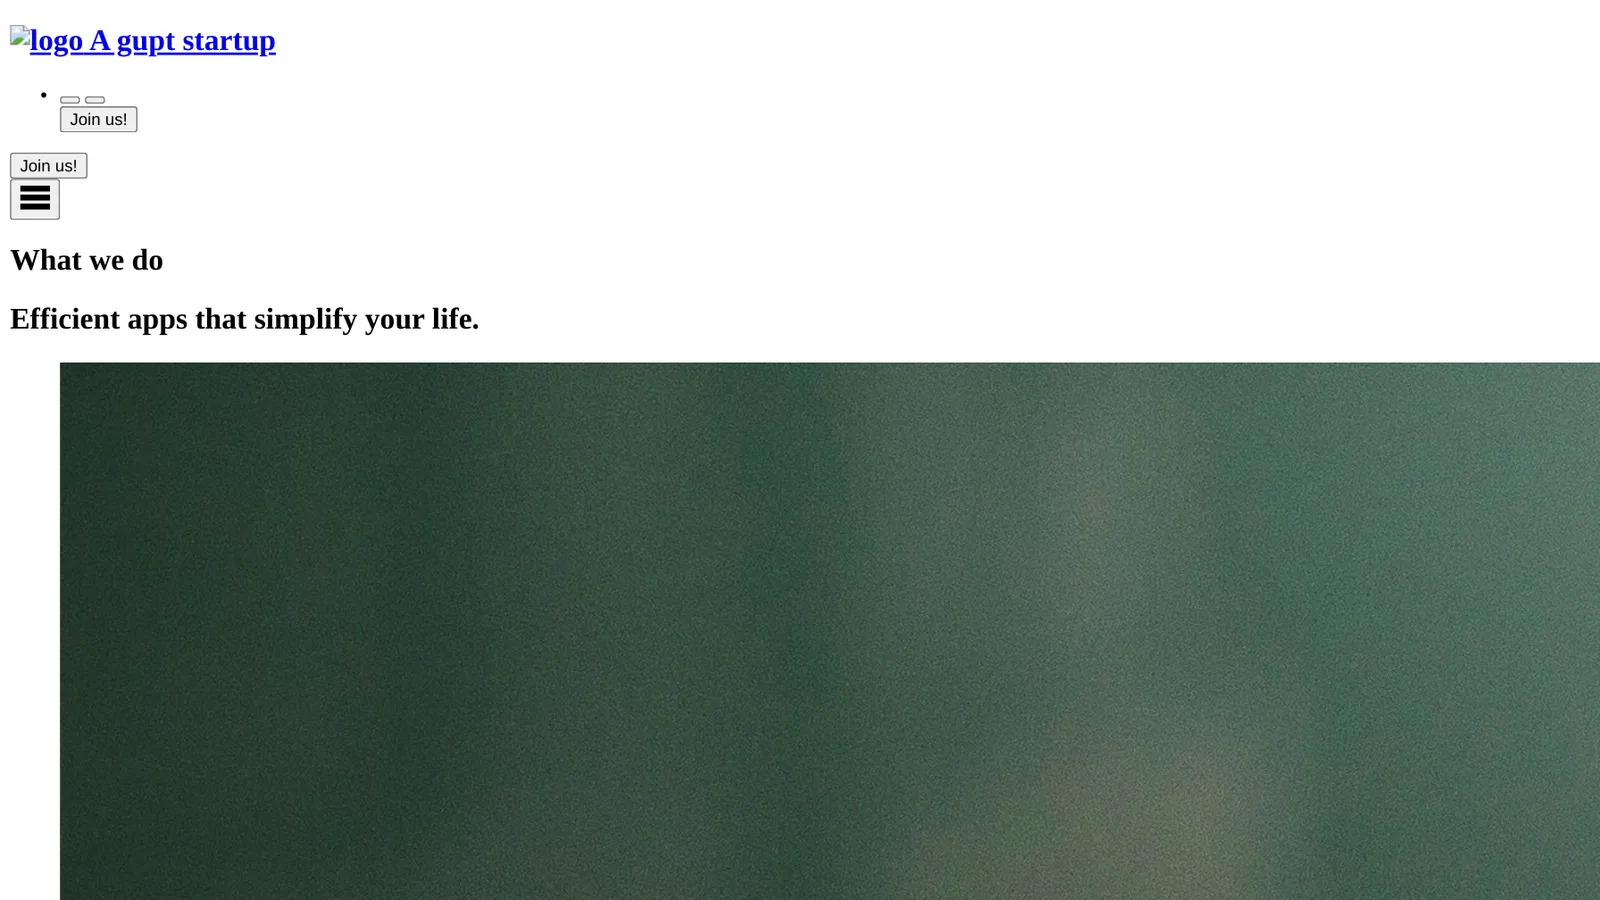 logo A gupt startup
Join us!
Join us!
What we do
Efficient apps that simplify your life.